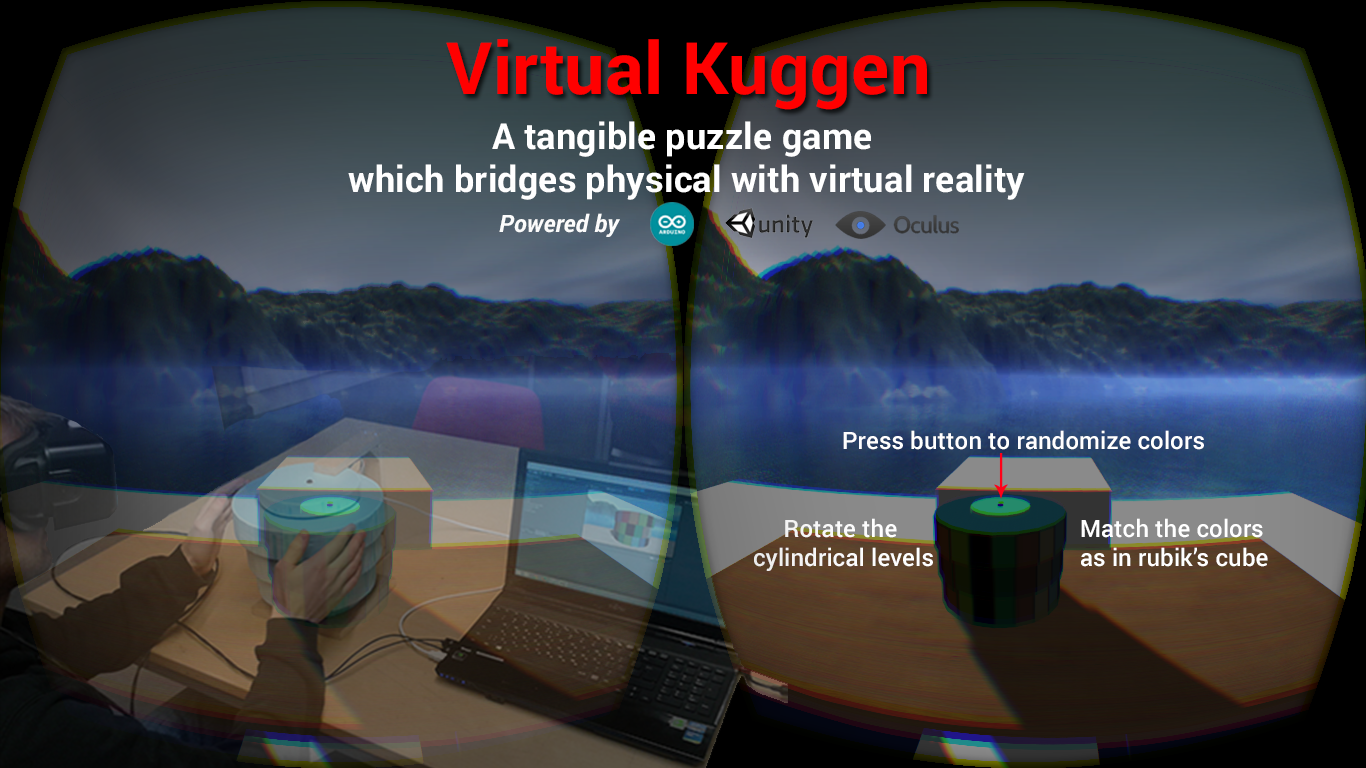 Virtual Kuggen
A tangible puzzle game
which bridges physical with virtual reality
Powered by ARDUINO unity Oculus
Press button to randomize colors
Rotate the
cylindrical levels
Match the colors
as in rubik's cube